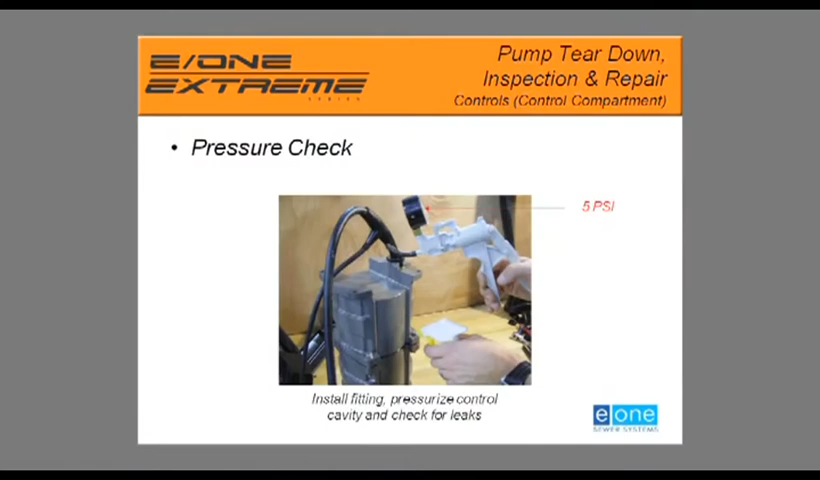 E/ONE
EXTREME
SERIES
Pump Tear Down,
Inspection & Repair
Controls (Control Compartment)
• Pressure Check
5 PSI
Install fitting, pressurize control
cavity and check for leaks
e|one
SEWER SYSTEMS